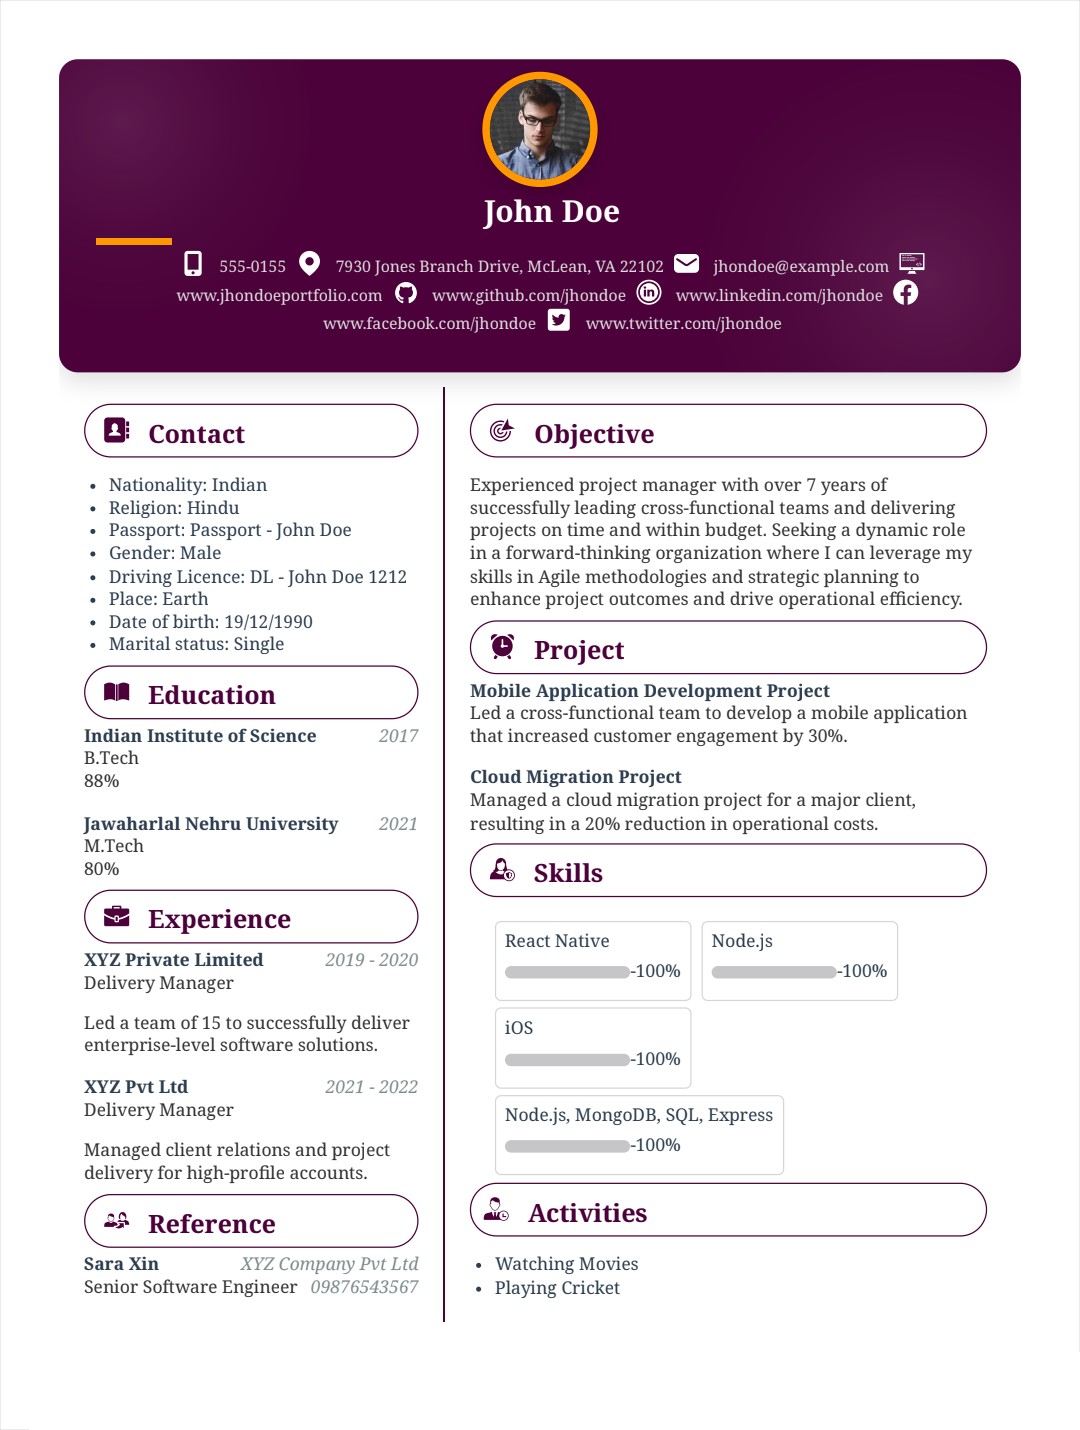 John Doe
555-0155 7930 Jones Branch Drive, McLean, VA 22102 jhondoe@example.com
www.jhondoeportfolio.com www.github.com/jhondoe www.linkedin.com/jhondoe
www.facebook.com/jhondoe www.twitter.com/jhondoe
Contact
• Nationality: Indian
• Religion: Hindu
• Passport: Passport - John Doe
• Gender: Male
• Driving Licence: DL - John Doe 1212
• Place: Earth
• Date of birth: 19/12/1990
• Marital status: Single
Education
Indian Institute of Science 2017
B.Tech
88%
Jawaharlal Nehru University 2021
M.Tech
80%
Experience
XYZ Private Limited 2019 - 2020
Delivery Manager
Led a team of 15 to successfully deliver
enterprise-level software solutions.
XYZ Pvt Ltd 2021 - 2022
Delivery Manager
Managed client relations and project
delivery for high-profile accounts.
Reference
Sara Xin XYZ Company Pvt Ltd
Senior Software Engineer 09876543567
Objective
Experienced project manager with over 7 years of
successfully leading cross-functional teams and delivering
projects on time and within budget. Seeking a dynamic role
in a forward-thinking organization where I can leverage my
skills in Agile methodologies and strategic planning to
enhance project outcomes and drive operational efficiency.
Project
Mobile Application Development Project
Led a cross-functional team to develop a mobile application
that increased customer engagement by 30%.
Cloud Migration Project
Managed a cloud migration project for a major client,
resulting in a 20% reduction in operational costs.
Skills
React Native Node.js
-100% -100%
iOS
-100%
Node.js, MongoDB, SQL, Express
-100%
Activities
• Watching Movies
• Playing Cricket